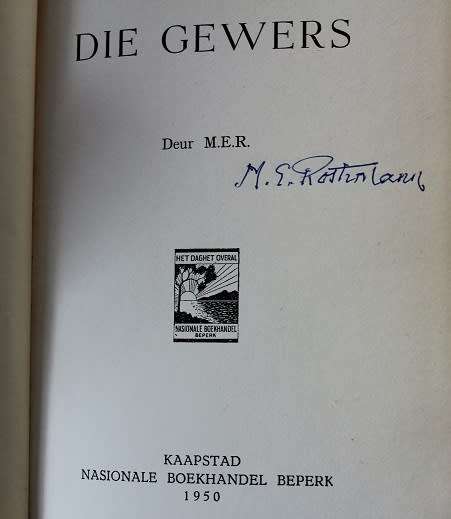 DIE GEWERS
Deur M.E.R.
M. E. Rothmann
HET DAGHET OVERAL
NASIONALE BOEKHANDEL
BEPERK
KAAPSTAD
NASIONALE BOEKHANDEL BEPERK
1950